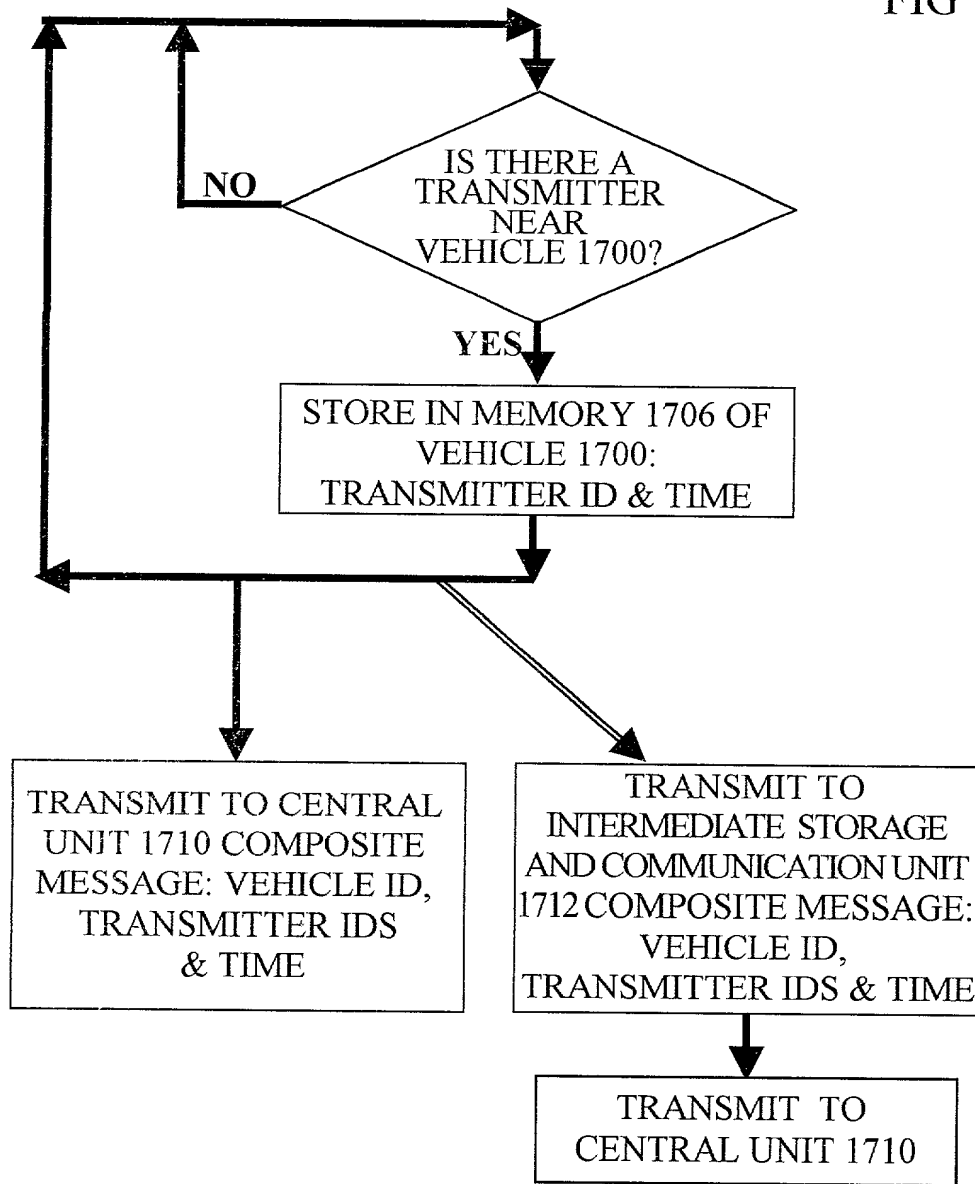 FIG
IS THERE A
TRANSMITTER
NEAR
VEHICLE 1700?
NO
YES
STORE IN MEMORY 1706 OF
VEHICLE 1700:
TRANSMITTER ID & TIME
TRANSMIT TO CENTRAL
UNIT 1710 COMPOSITE
MESSAGE: VEHICLE ID,
TRANSMITTER IDS
& TIME
TRANSMIT TO
INTERMEDIATE STORAGE
AND COMMUNICATION UNIT
1712 COMPOSITE MESSAGE:
VEHICLE ID,
TRANSMITTER IDS & TIME
TRANSMIT TO
CENTRAL UNIT 1710